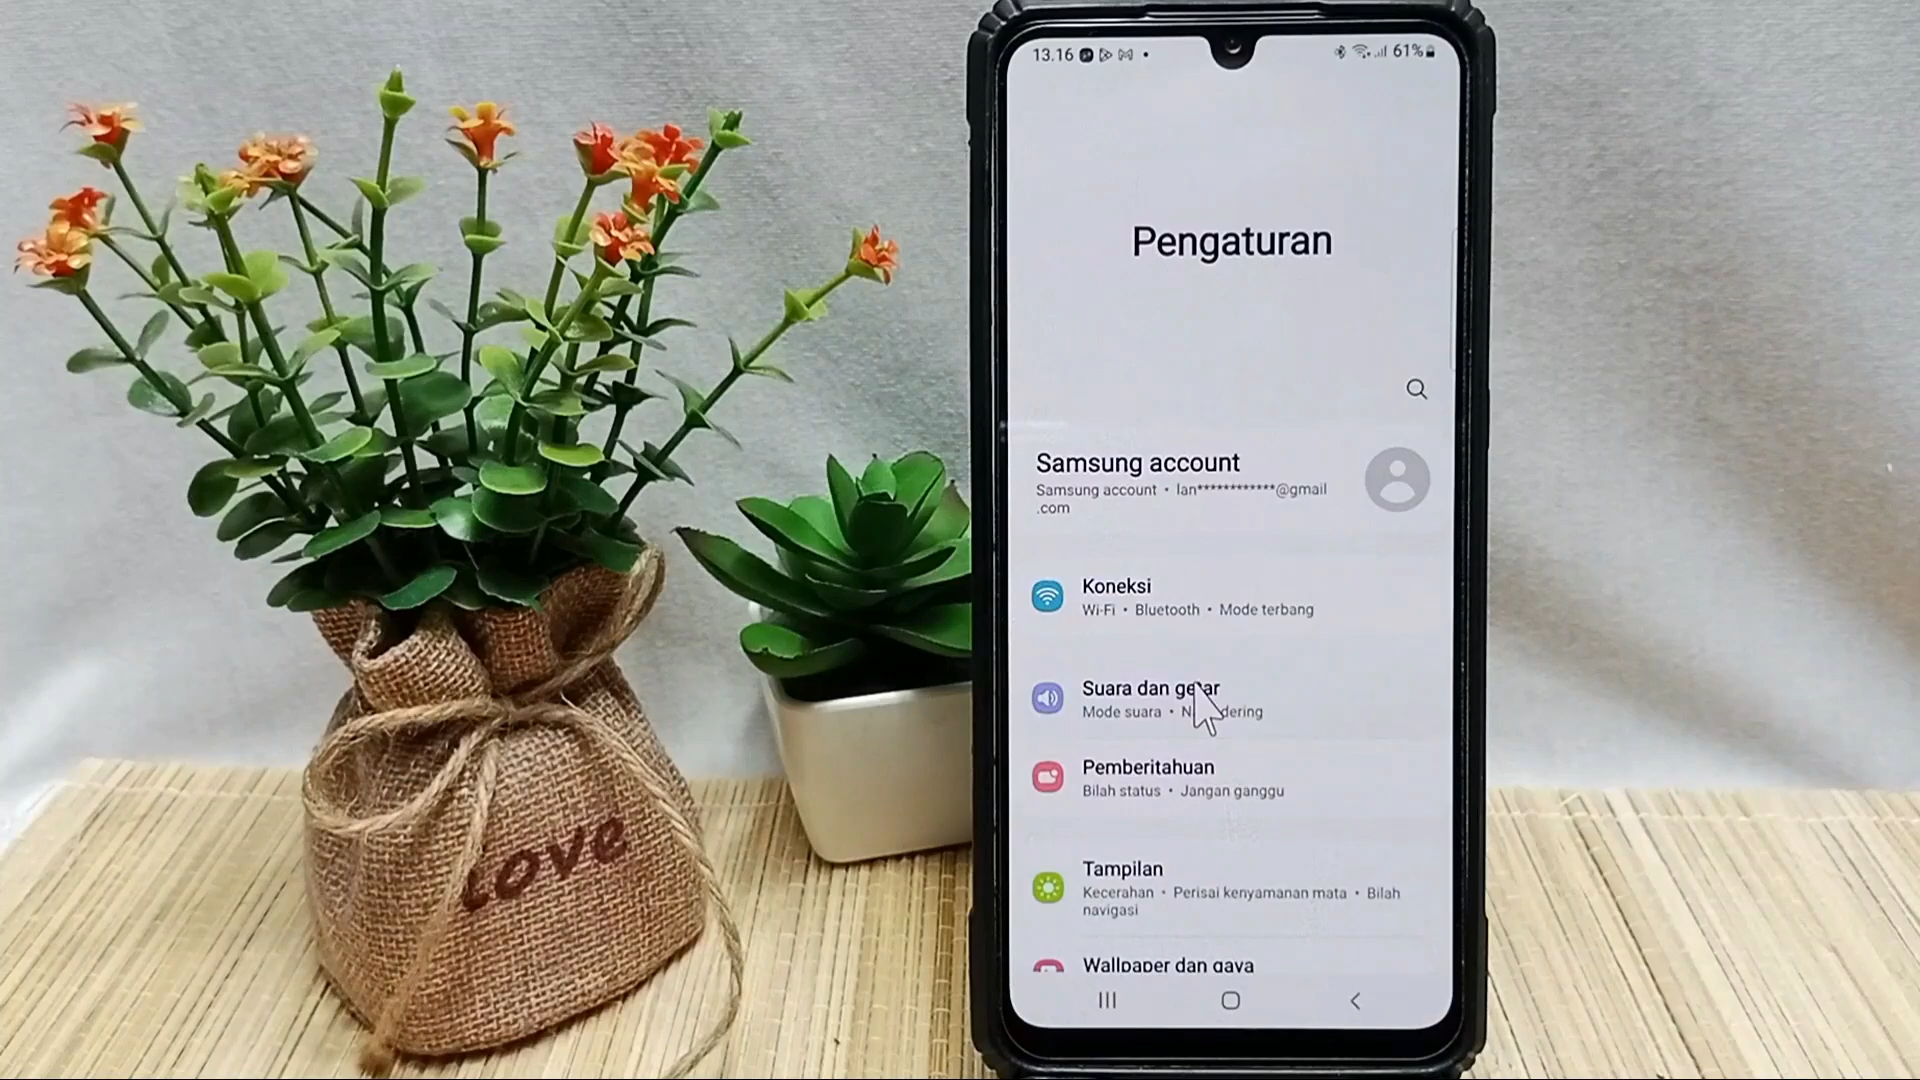 13.16
61%
Pengaturan
Samsung account
Samsung account • lan************@gmail
.com
Koneksi
Wi-Fi • Bluetooth • Mode terbang
Suara dan getar
Mode suara • dering
Pemberitahuan
Bilah status • Jangan ganggu
Tampilan
Kecerahan • Perisai kenyamanan mata • Bilah
navigasi
Wallpaper dan gaya
Love